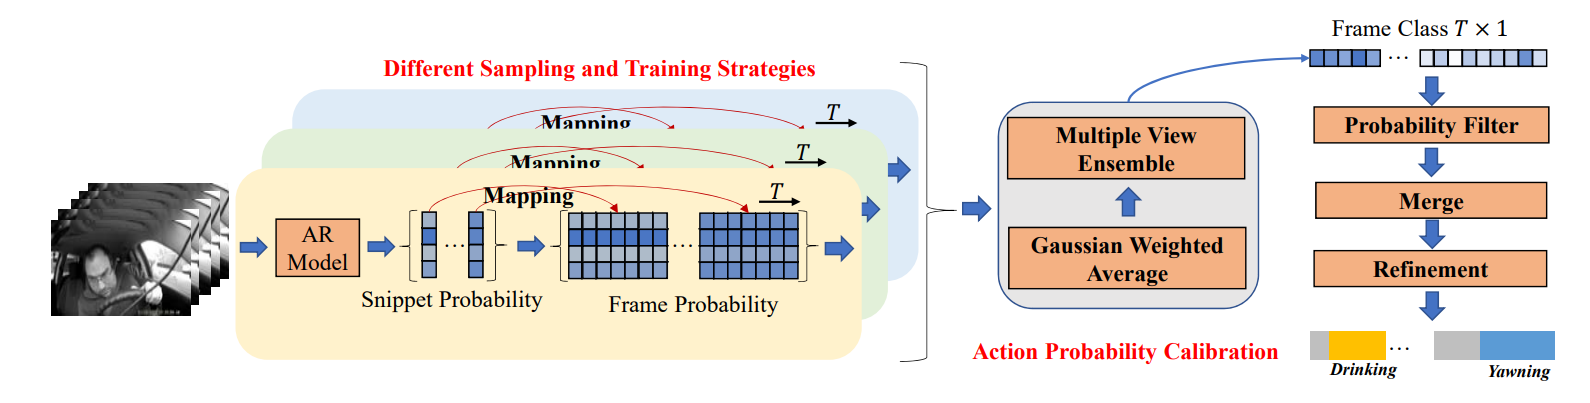 Different Sampling and Training Strategies
T
Mapping
T
Mapping
T
Mapping
AR
Model
...
...
Snippet Probability
Frame Probability
Multiple View
Ensemble
Gaussian Weighted
Average
Action Probability Calibration
Frame Class T × 1
...
Probability Filter
Merge
Refinement
...
Drinking
Yawning